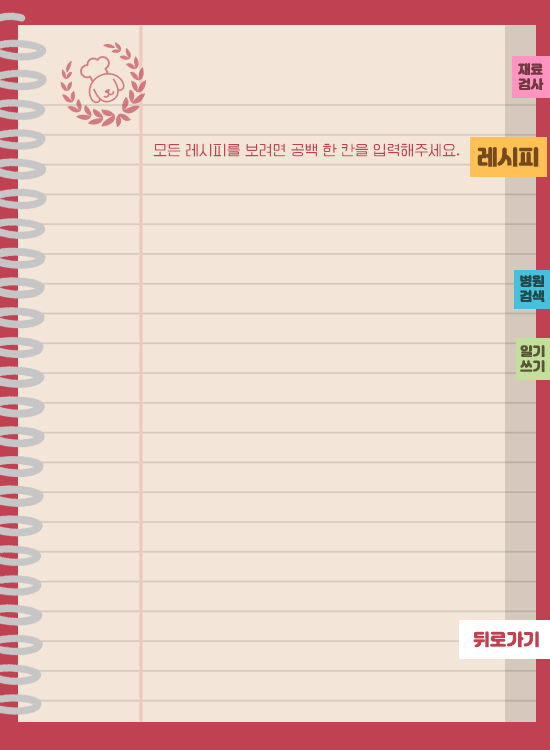 재료
검사
모든 레시피를 보려면 공백 한 칸을 입력해주세요.
레시피
병원
검색
일기
쓰기
뒤로가기